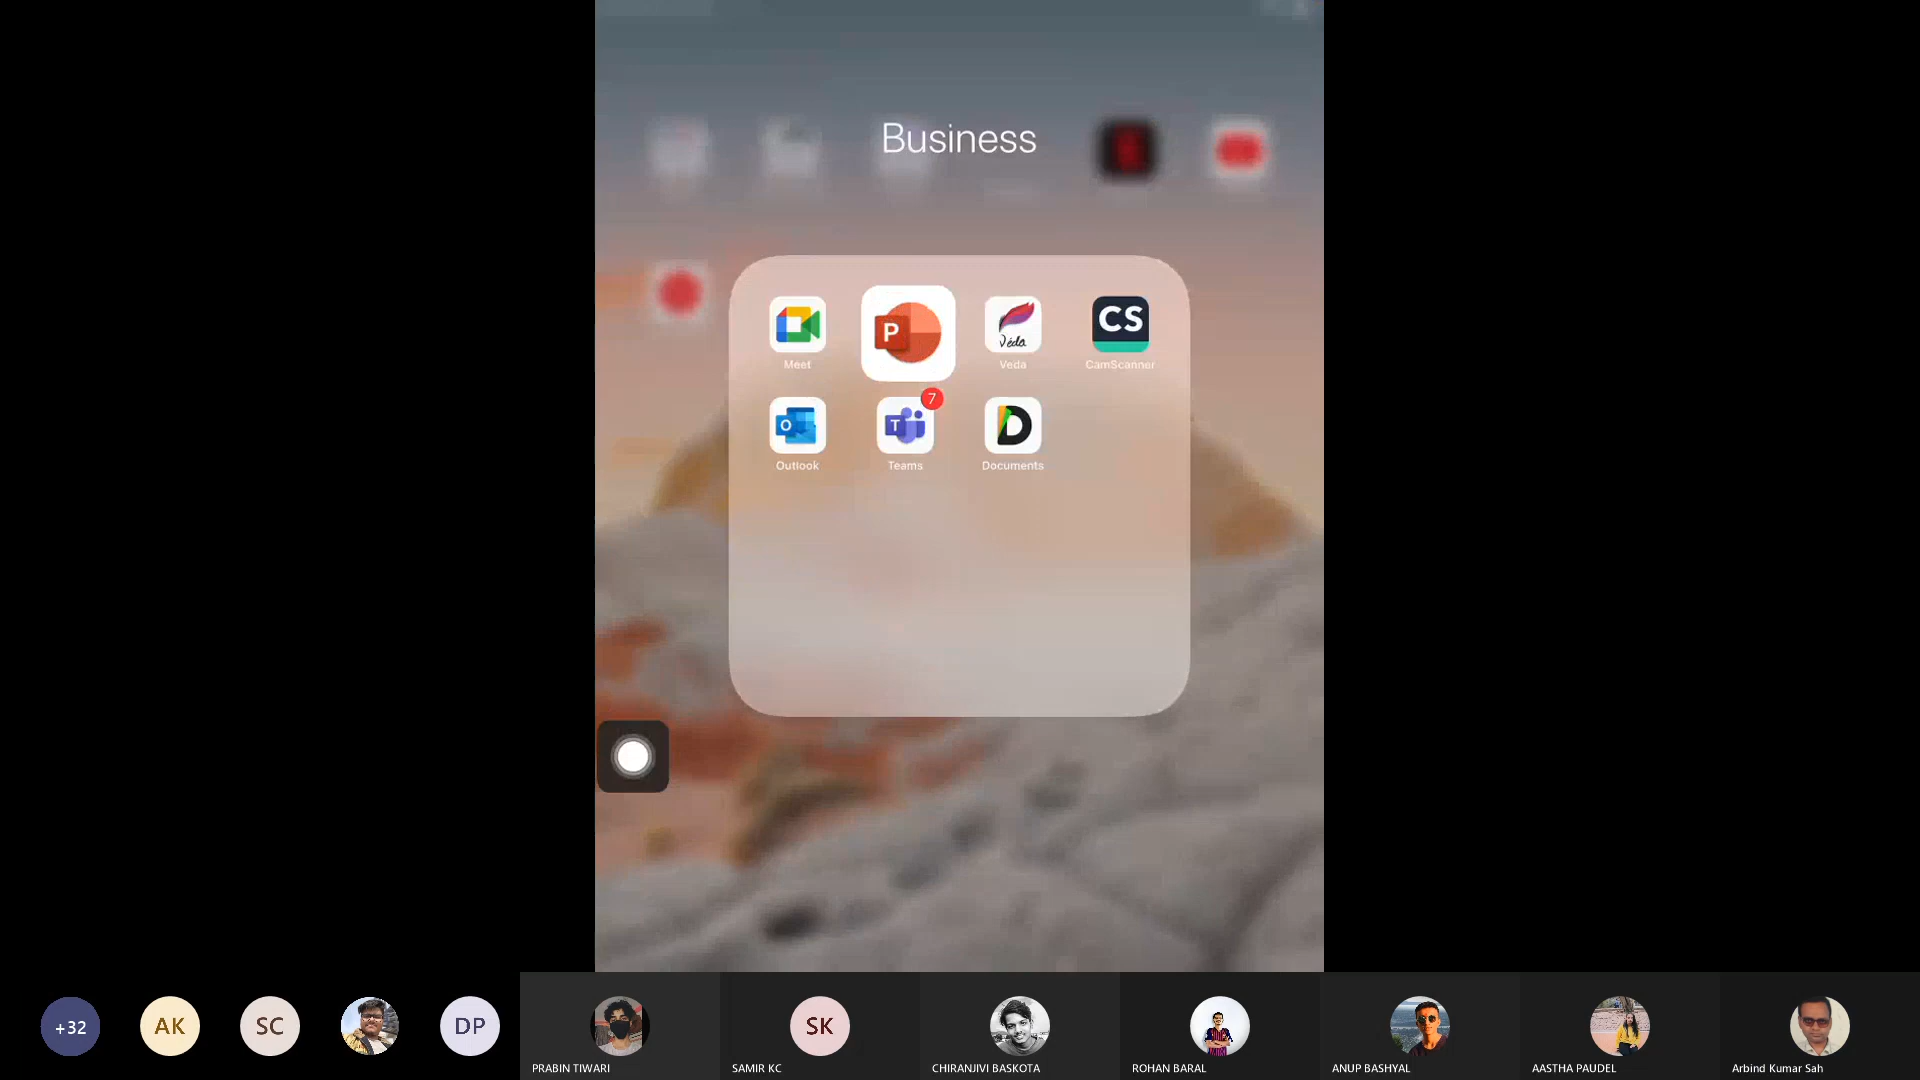 Business
P
Véda
CS
Meet
Veda
CamScanner
7
O
T
D
Outlook
Teams
Documents
+32
AK
SC
DP
SK
PRABIN TIWARI
SAMIR KC
CHIRANJIVI BASKOTA
ROHAN BARAL
ANUP BASHYAL
AASTHA PAUDEL
Arbind Kumar Sah